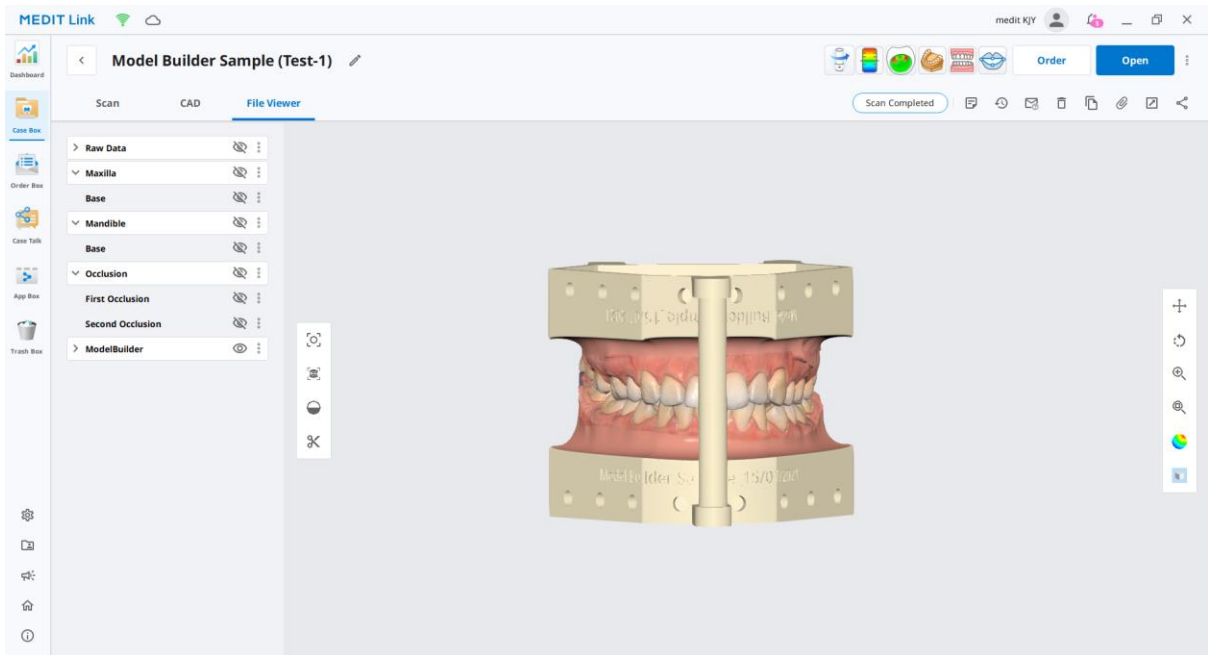 MEDIT Link
medit KJY
Dashboard
Case Box
Order Box
Case Talk
App Box
Trash Box
Model Builder Sample (Test-1)
Order
Open
Scan CAD File Viewer
Scan Completed
Raw Data
Maxilla
Base
Mandible
Base
Occlusion
First Occlusion
Second Occlusion
ModelBuilder